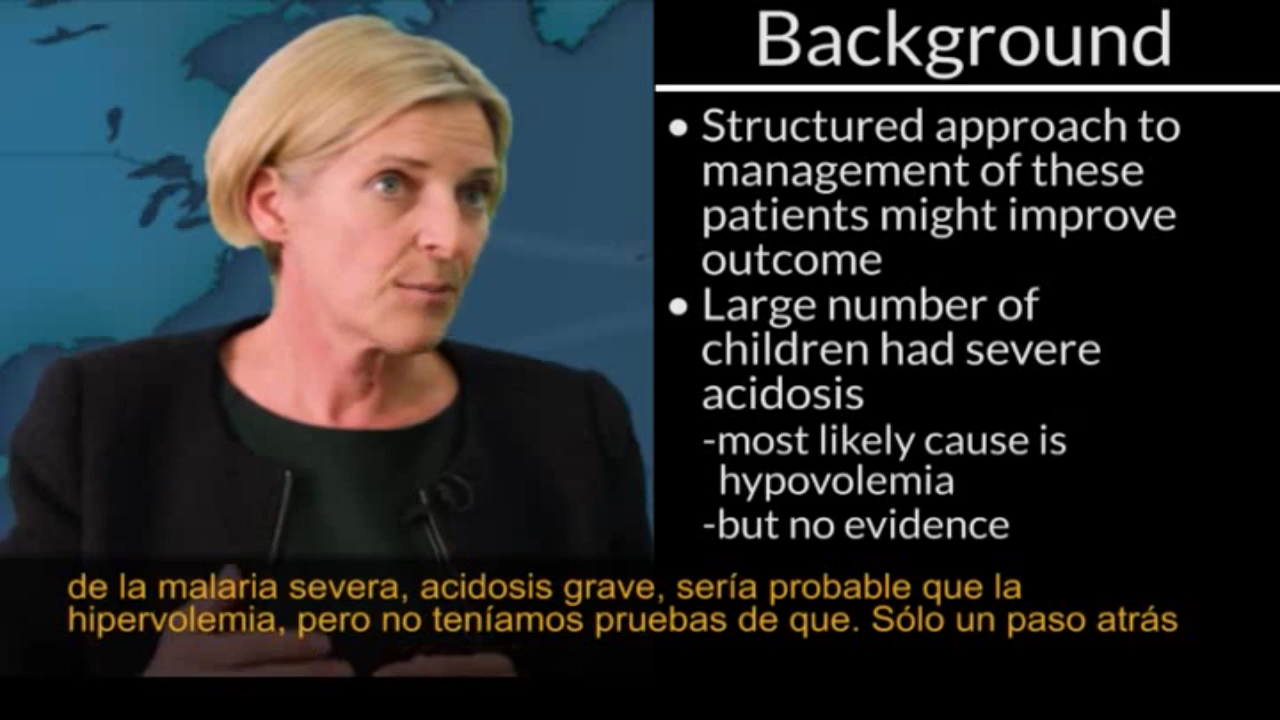 Background
• Structured approach to
management of these
patients might improve
outcome
• Large number of
children had severe
acidosis
-most likely cause is
hypovolemia
-but no evidence
de la malaria severa, acidosis grave, sería probable que la
hipervolemia, pero no teníamos pruebas de que. Sólo un paso atrás